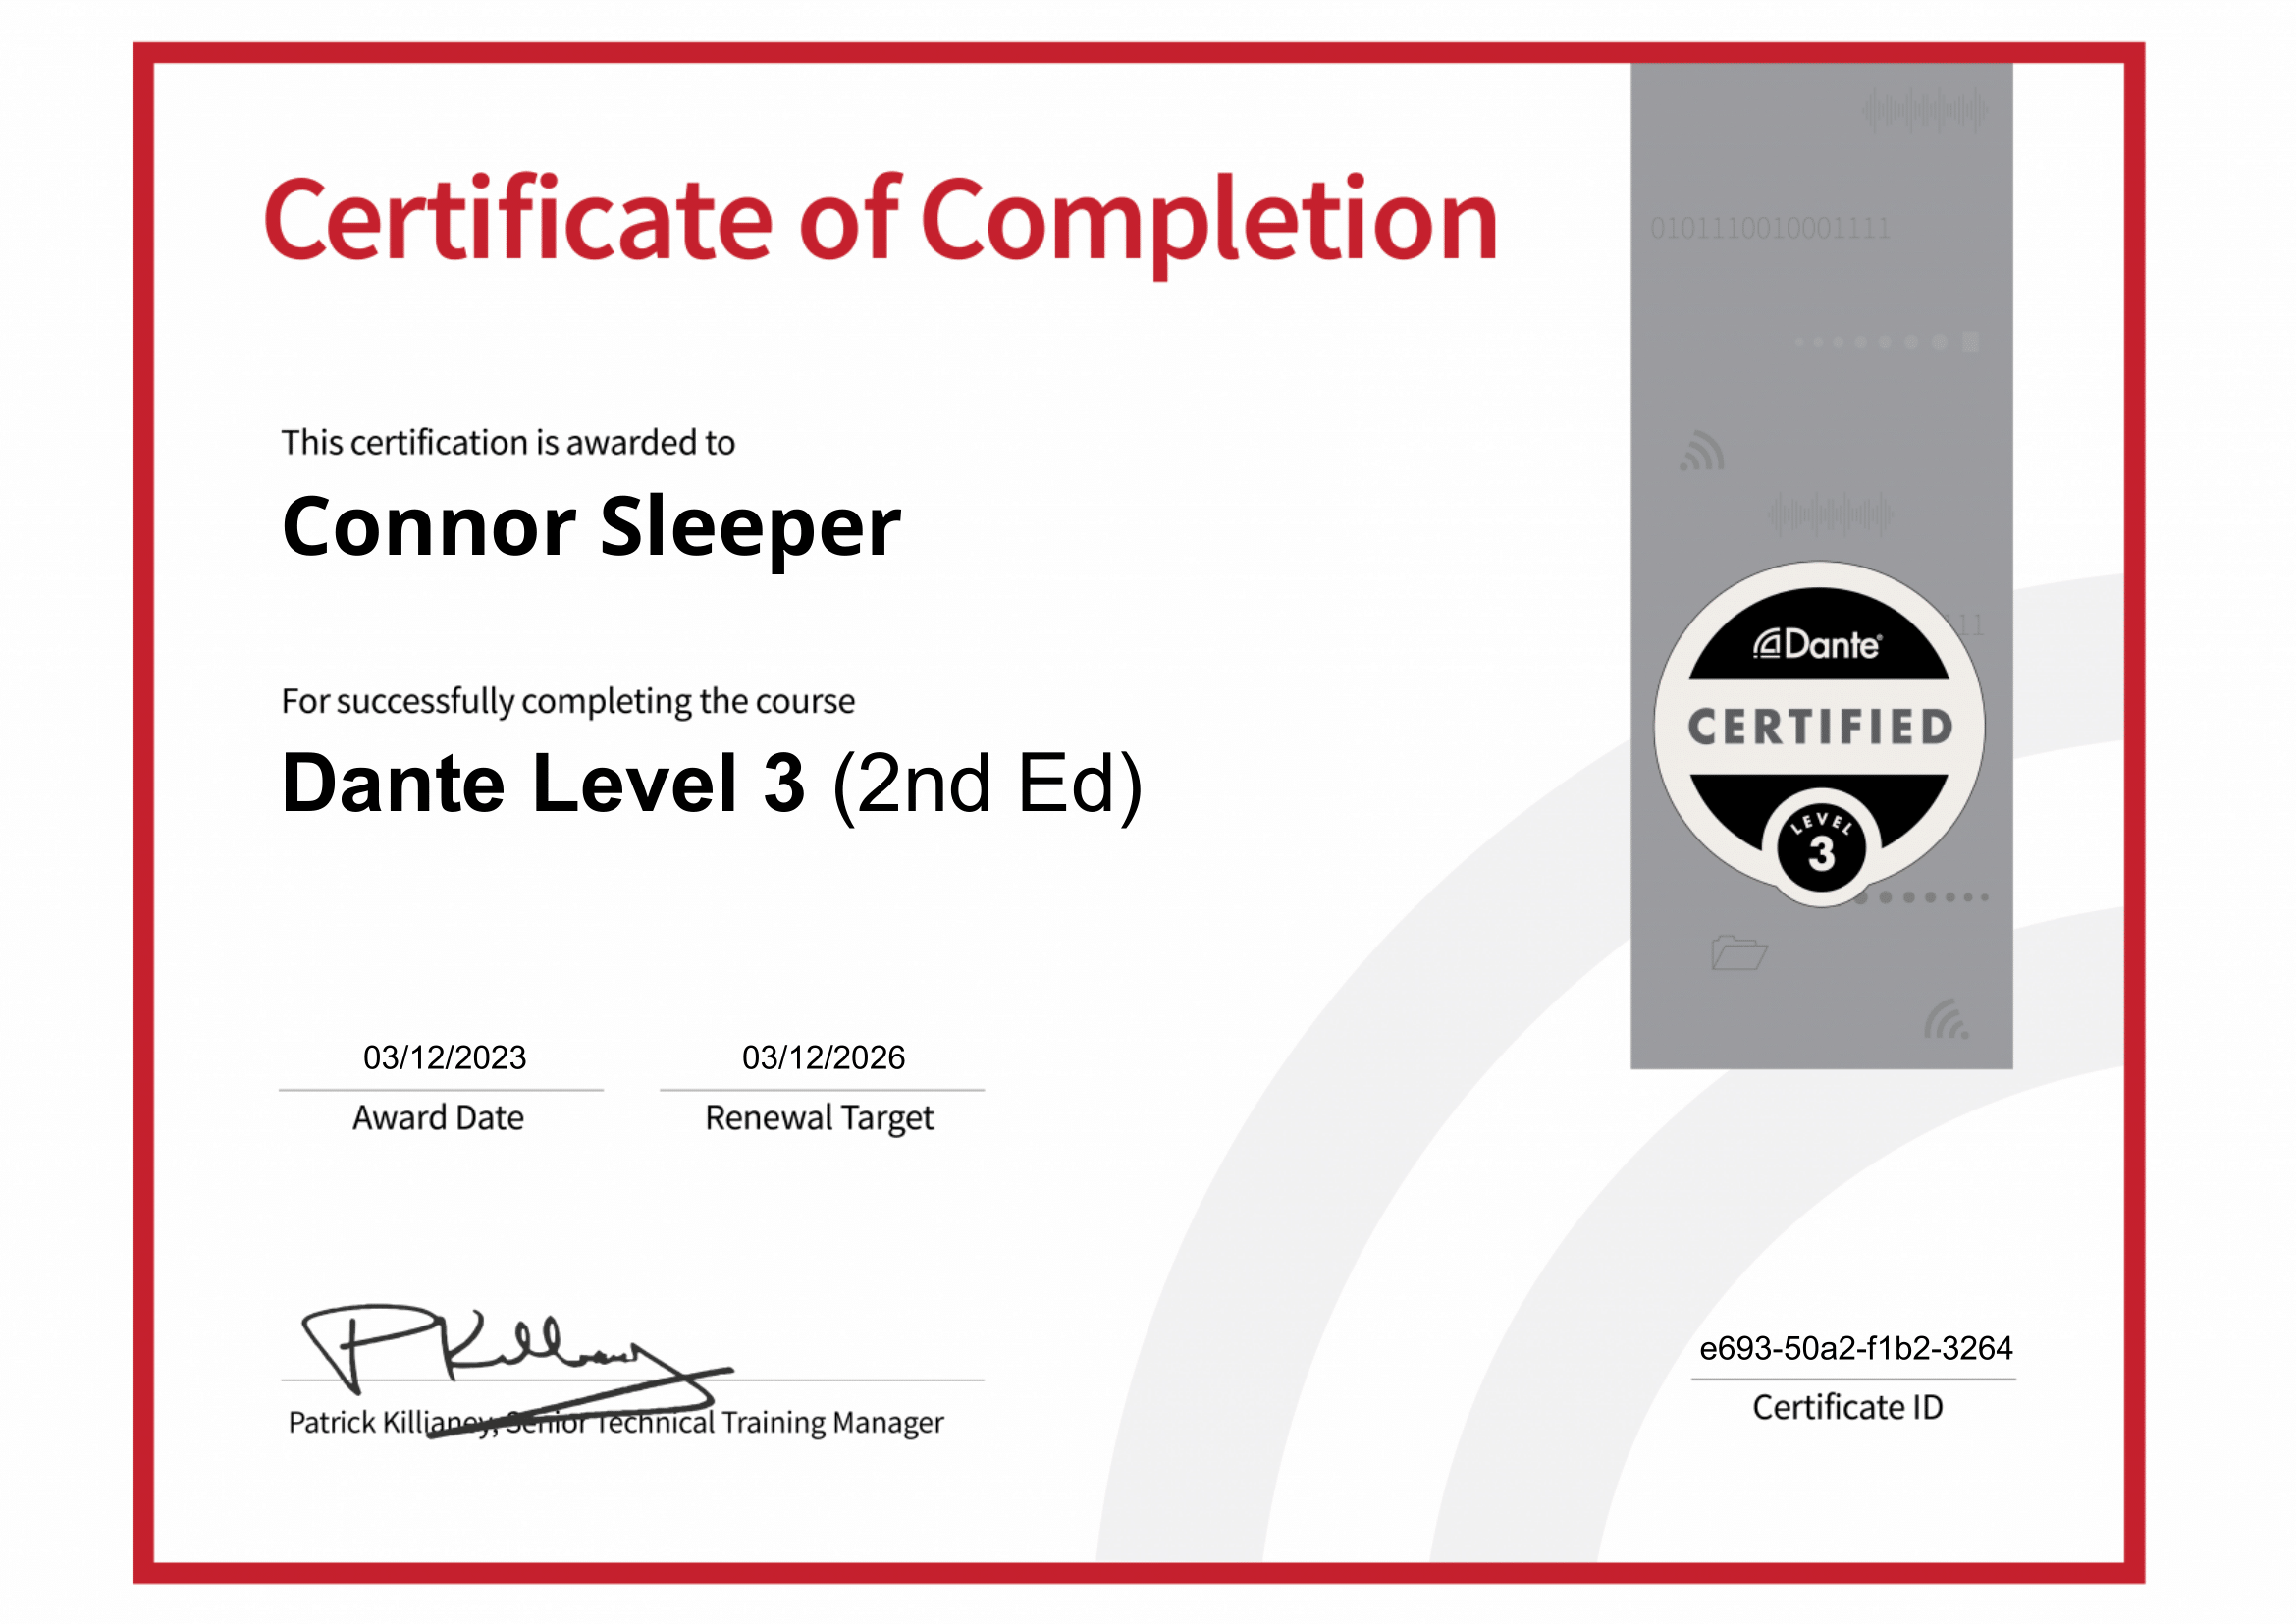 Certificate of Completion
0101110010001111
This certification is awarded to
Connor Sleeper
For successfully completing the course
Dante Level 3 (2nd Ed)
111
Dante®
CERTIFIED
LEVEL
3
03/12/2023
Award Date
03/12/2026
Renewal Target
P Killianey
Patrick Killianey, Senior Technical Training Manager
e693-50a2-f1b2-3264
Certificate ID